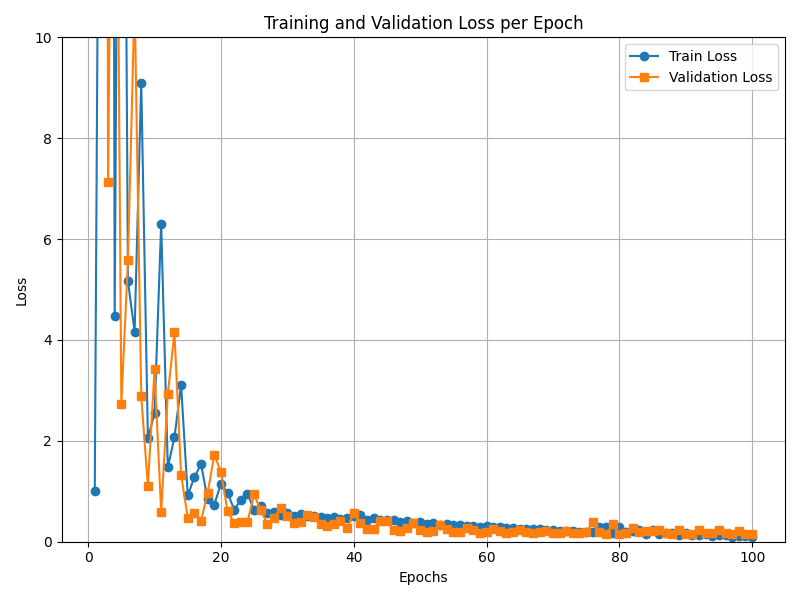 Training and Validation Loss per Epoch
Train Loss
Validation Loss
Loss
10
8
6
4
2
0
0 20 40 60 80 100
Epochs